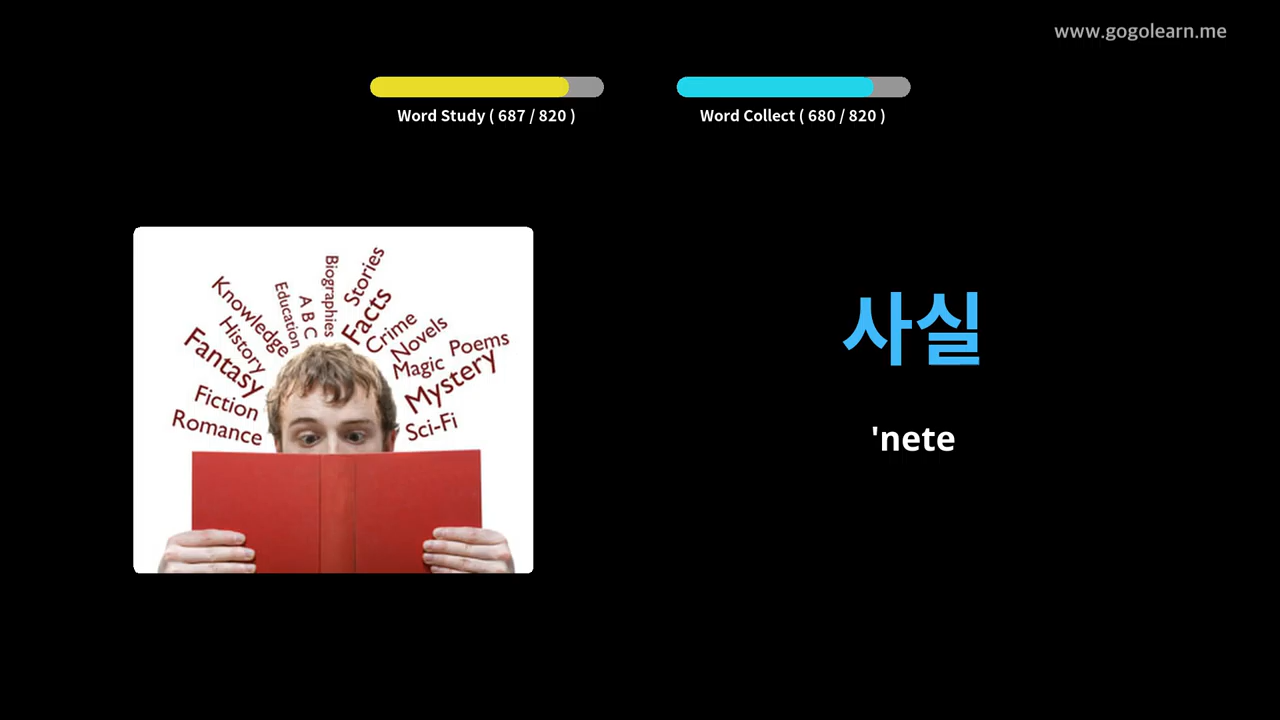 www.gogolearn.me
Word Study ( 687 / 820 )
Word Collect ( 680 / 820 )
Knowledge
Education
A B C
Biographies
Stories
Facts
History
Crime
Novels
Fantasy
Magic
Poems
Fiction
Mystery
Romance
Sci-Fi
사실
'nete